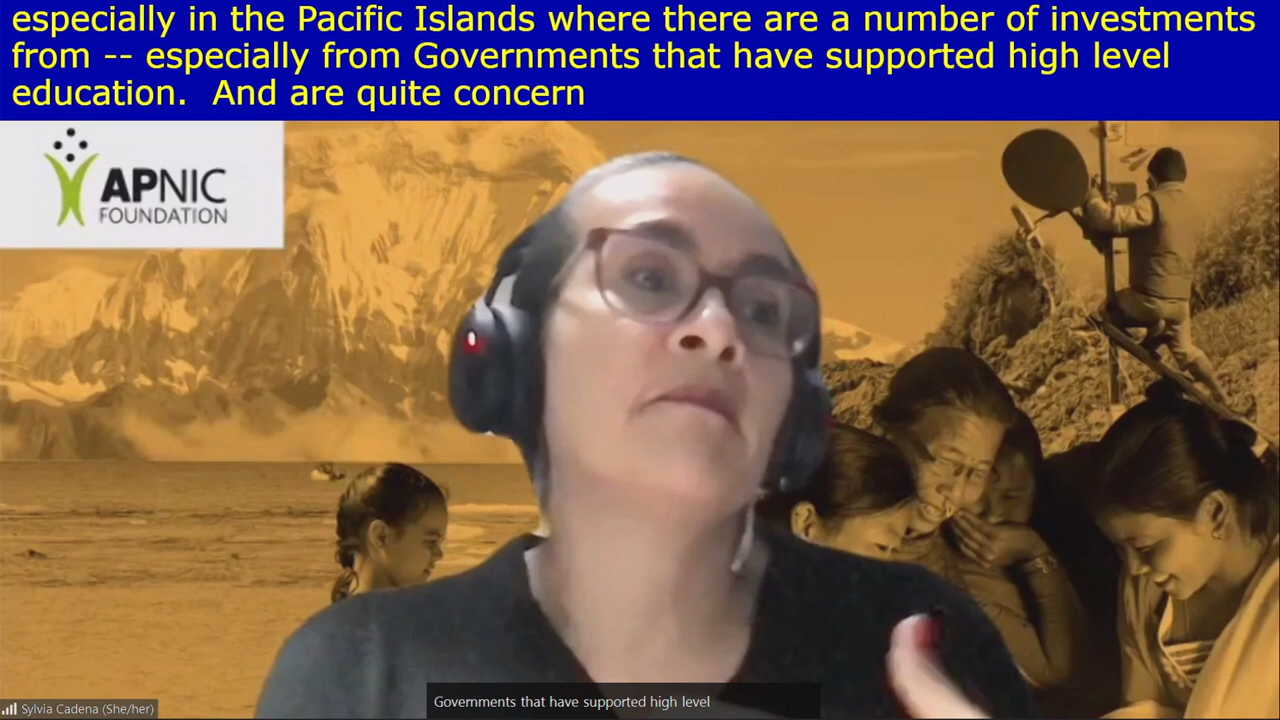 especially in the Pacific Islands where there are a number of investments
from -- especially from Governments that have supported high level
education.  And are quite concern
APNIC
FOUNDATION
Governments that have supported high level
Sylvia Cadena (She/her)